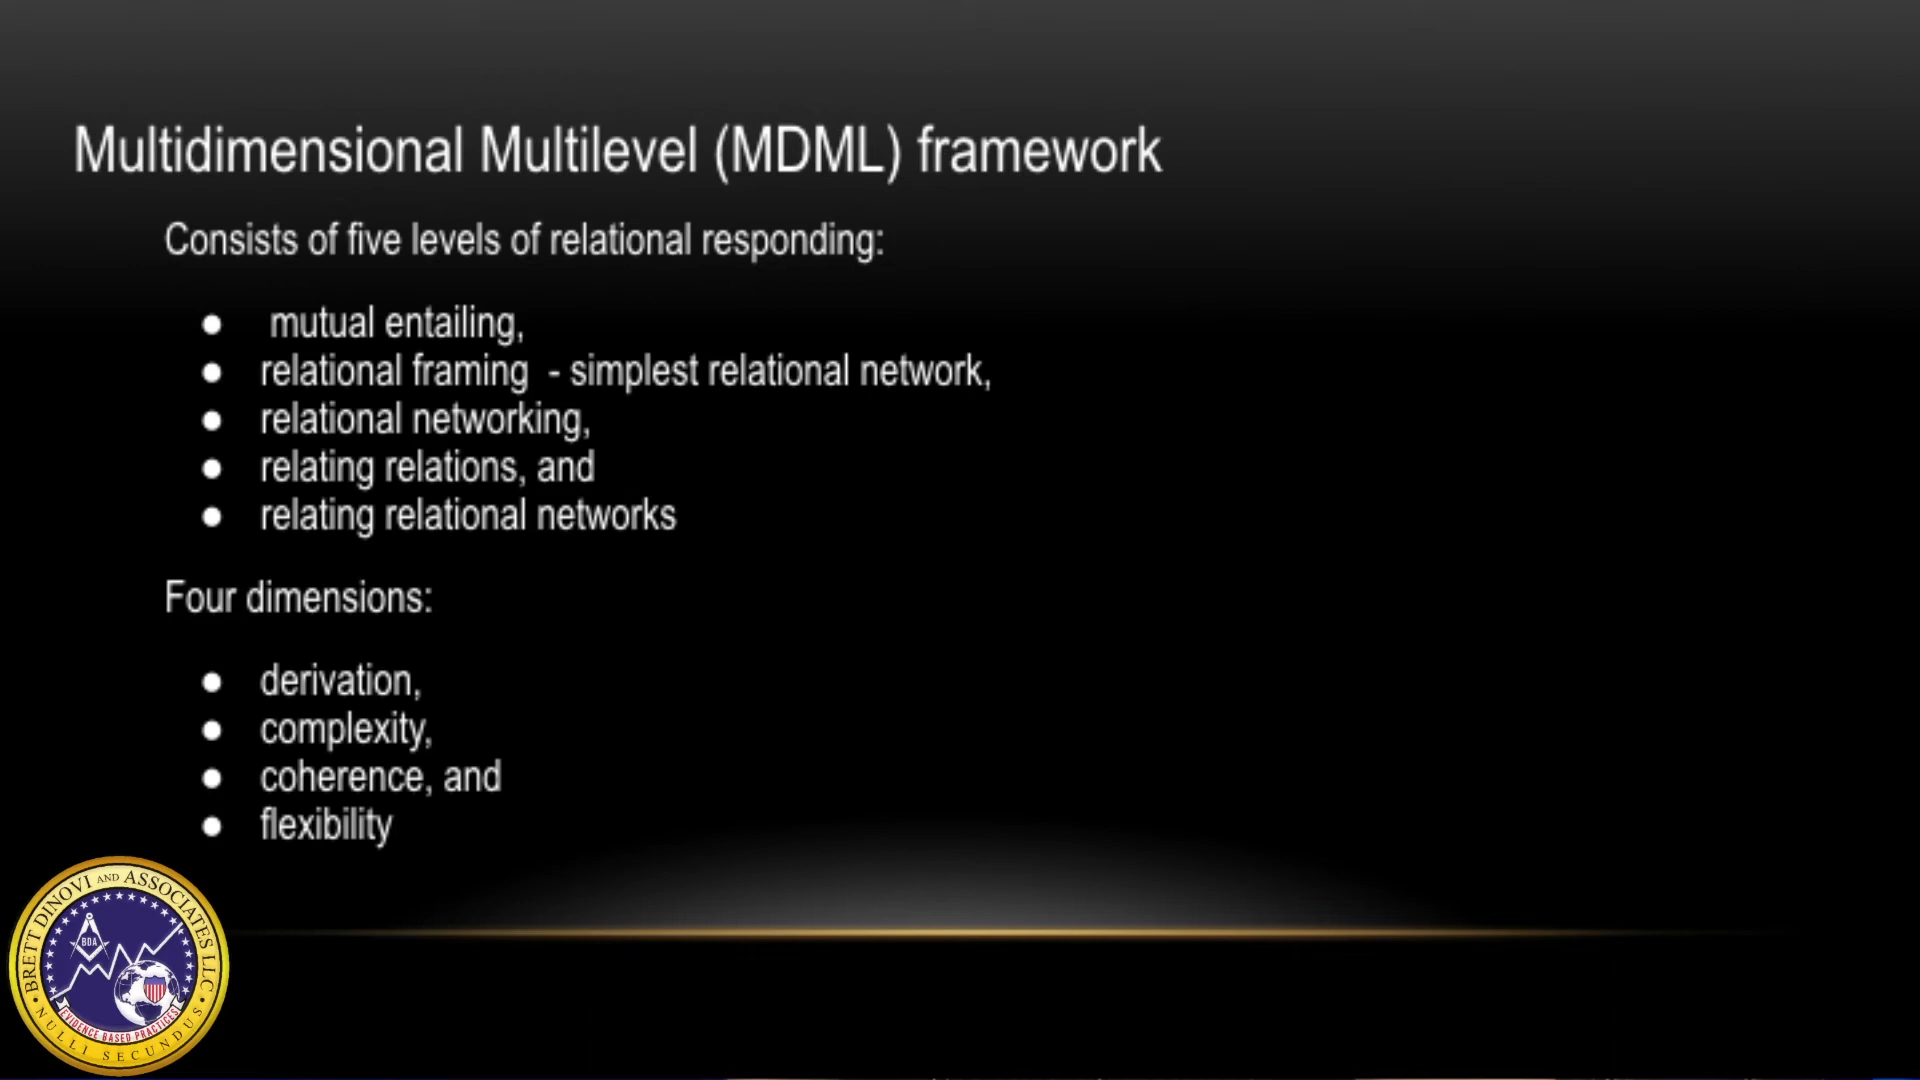 Multidimensional Multilevel (MDML) framework
Consists of five levels of relational responding:
● mutual entailing,
● relational framing - simplest relational network,
● relational networking,
● relating relations, and
● relating relational networks
Four dimensions:
● derivation,
● complexity,
● coherence, and
● flexibility
BRETT DINOVI AND ASSOCIATES LLC
BDA
EVIDENCE BASED PRACTICES
• NULLI SECUNDUS •